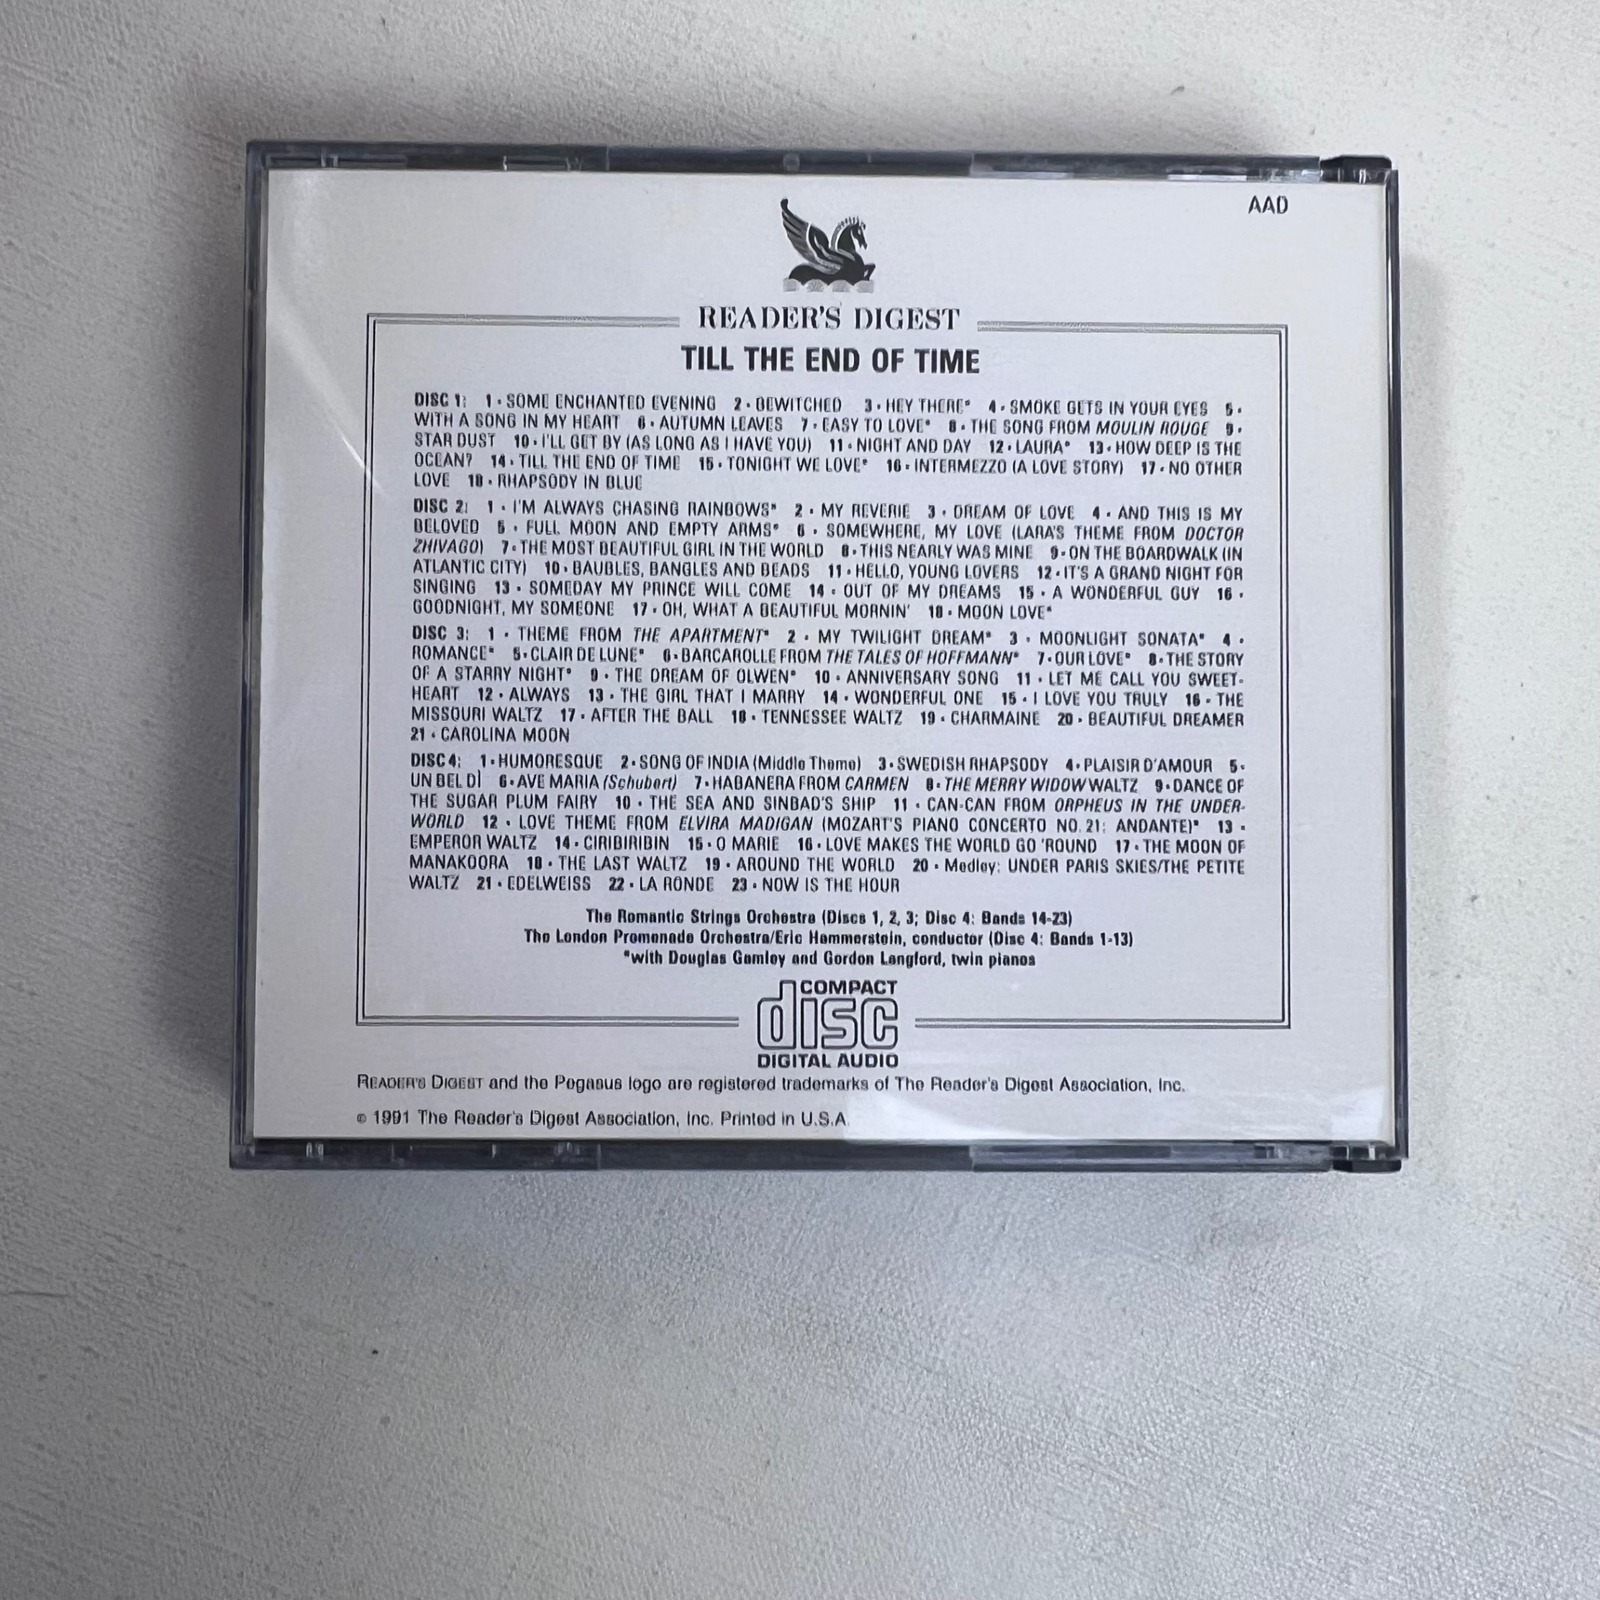 AAD
READER'S DIGEST
TILL THE END OF TIME
DISC 1: 1 • SOME ENCHANTED EVENING 2 • BEWITCHED 3 • HEY THERE* 4 • SMOKE GETS IN YOUR EYES 5 •
WITH A SONG IN MY HEART 6 • AUTUMN LEAVES 7 • EASY TO LOVE* 8 • THE SONG FROM MOULIN ROUGE 9 •
STAR DUST 10 • I'LL GET BY (AS LONG AS I HAVE YOU) 11 • NIGHT AND DAY 12 • LAURA* 13 • HOW DEEP IS THE
OCEAN? 14 • TILL THE END OF TIME 15 • TONIGHT WE LOVE* 16 • INTERMEZZO (A LOVE STORY) 17 • NO OTHER
LOVE 18 • RHAPSODY IN BLUE
DISC 2: 1 • I'M ALWAYS CHASING RAINBOWS* 2 • MY REVERIE 3 • DREAM OF LOVE 4 • AND THIS IS MY
BELOVED 5 • FULL MOON AND EMPTY ARMS* 6 • SOMEWHERE, MY LOVE (LARA'S THEME FROM DOCTOR
ZHIVAGO) 7 • THE MOST BEAUTIFUL GIRL IN THE WORLD 8 • THIS NEARLY WAS MINE 9 • ON THE BOARDWALK (IN
ATLANTIC CITY) 10 • BAUBLES, BANGLES AND BEADS 11 • HELLO, YOUNG LOVERS 12 • IT'S A GRAND NIGHT FOR
SINGING 13 • SOMEDAY MY PRINCE WILL COME 14 • OUT OF MY DREAMS 15 • A WONDERFUL GUY 16 •
GOODNIGHT, MY SOMEONE 17 • OH, WHAT A BEAUTIFUL MORNIN' 18 • MOON LOVE*
DISC 3: 1 • THEME FROM THE APARTMENT* 2 • MY TWILIGHT DREAM* 3 • MOONLIGHT SONATA* 4 •
ROMANCE* 5 • CLAIR DE LUNE* 6 • BARCAROLLE FROM THE TALES OF HOFFMANN* 7 • OUR LOVE* 8 • THE STORY
OF A STARRY NIGHT* 9 • THE DREAM OF OLWEN* 10 • ANNIVERSARY SONG 11 • LET ME CALL YOU SWEET-
HEART 12 • ALWAYS 13 • THE GIRL THAT I MARRY 14 • WONDERFUL ONE 15 • I LOVE YOU TRULY 16 • THE
MISSOURI WALTZ 17 • AFTER THE BALL 18 • TENNESSEE WALTZ 19 • CHARMAINE 20 • BEAUTIFUL DREAMER
21 • CAROLINA MOON
DISC 4: 1 • HUMORESQUE 2 • SONG OF INDIA (Middle Theme) 3 • SWEDISH RHAPSODY 4 • PLAISIR D'AMOUR 5 •
UN BEL DÌ 6 • AVE MARIA (Schubert) 7 • HABANERA FROM CARMEN 8 • THE MERRY WIDOW WALTZ 9 • DANCE OF
THE SUGAR PLUM FAIRY 10 • THE SEA AND SINBAD'S SHIP 11 • CAN-CAN FROM ORPHEUS IN THE UNDER-
WORLD 12 • LOVE THEME FROM ELVIRA MADIGAN (MOZART'S PIANO CONCERTO NO. 21: ANDANTE)* 13 •
EMPEROR WALTZ 14 • CIRIBIRIBIN 15 • O MARIE 16 • LOVE MAKES THE WORLD GO 'ROUND 17 • THE MOON OF
MANAKOORA 18 • THE LAST WALTZ 19 • AROUND THE WORLD 20 • Medley: UNDER PARIS SKIES/THE PETITE
WALTZ 21 • EDELWEISS 22 • LA RONDE 23 • NOW IS THE HOUR
The Romantic Strings Orchestra (Discs 1, 2, 3; Disc 4: Bands 14-23)
The London Promenade Orchestra/Eric Hammerstein, conductor (Disc 4: Bands 1-13)
*with Douglas Gamley and Gordon Langford, twin pianos
COMPACT
disc
DIGITAL AUDIO
READER'S DIGEST and the Pegasus logo are registered trademarks of The Reader's Digest Association, Inc.
© 1991 The Reader's Digest Association, Inc. Printed in U.S.A.